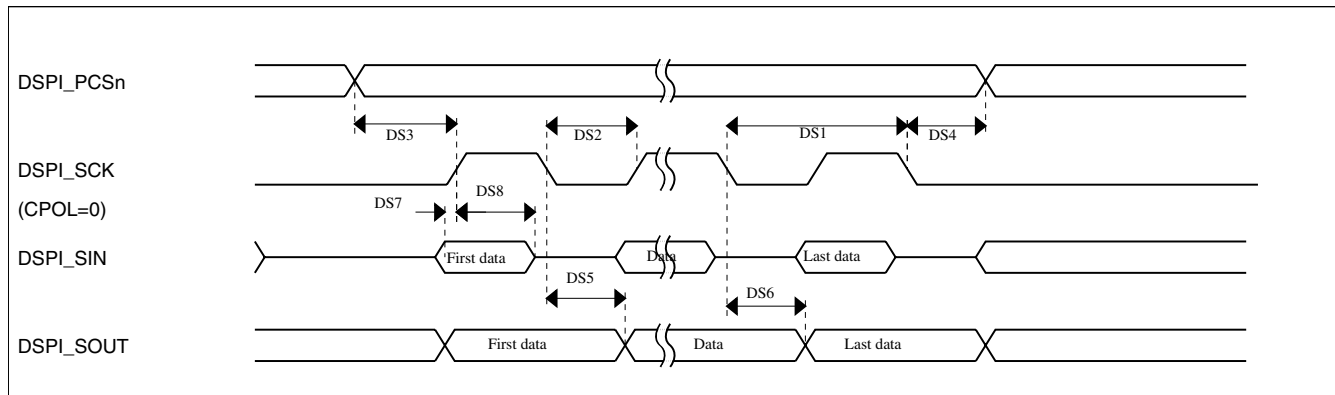 DSPI_PCSn
DS3
DS2
DS1
DS4
DSPI_SCK
(CPOL=0)
DS7
DS8
DSPI_SIN
First data
Data
Last data
DS5
DS6
DSPI_SOUT
First data
Data
Last data